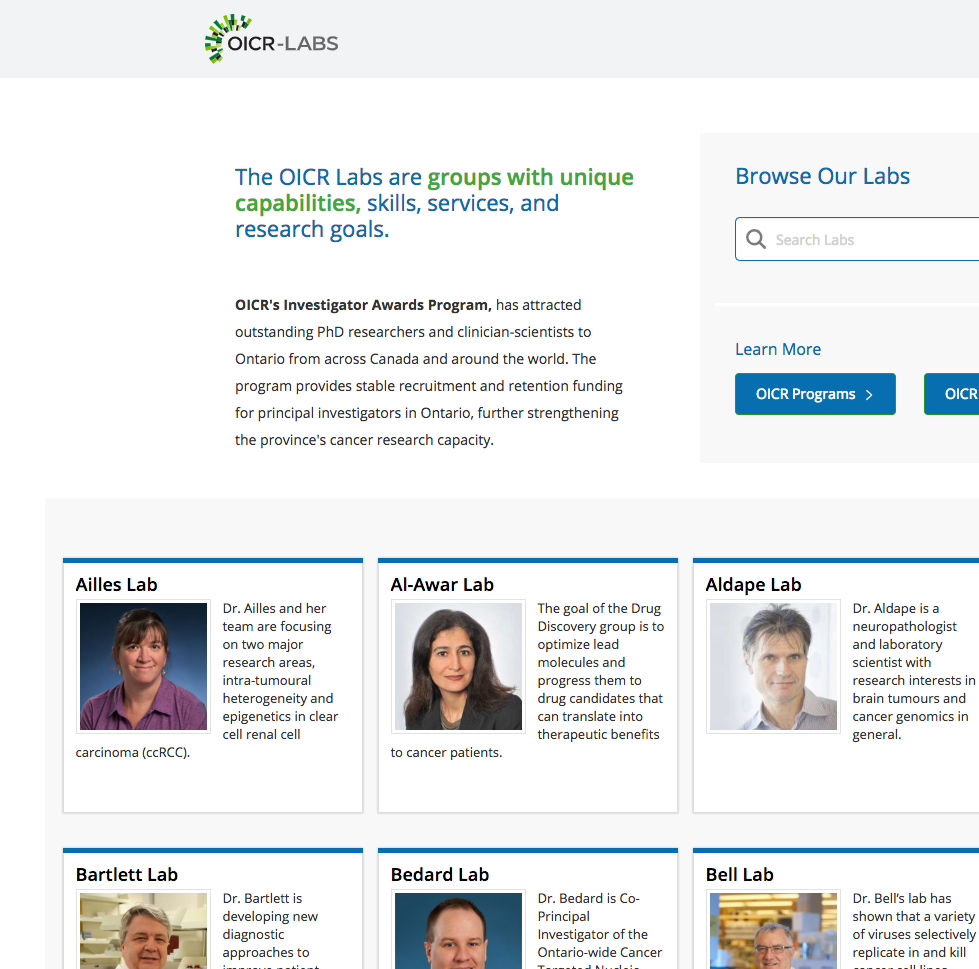 OICR-LABS
The OICR Labs are groups with unique
capabilities, skills, services, and
research goals.
Browse Our Labs
Search Labs
OICR's Investigator Awards Program, has attracted
outstanding PhD researchers and clinician-scientists to
Ontario from across Canada and around the world. The
program provides stable recruitment and retention funding
for principal investigators in Ontario, further strengthening
the province's cancer research capacity.
Learn More
OICR Programs
OICR
Ailles Lab
Dr. Ailles and her
team are focusing
on two major
research areas,
intra-tumoural
heterogeneity and
epigenetics in clear
cell renal cell
carcinoma (ccRCC).
Al-Awar Lab
The goal of the Drug
Discovery group is to
optimize lead
molecules and
progress them to
drug candidates that
can translate into
therapeutic benefits
to cancer patients.
Aldape Lab
Dr. Aldape is a
neuropathologist
and laboratory
scientist with
research interests in
brain tumours and
cancer genomics in
general.
Bartlett Lab
Dr. Bartlett is
developing new
diagnostic
approaches to
improve patient
Bedard Lab
Dr. Bedard is Co-
Principal
Investigator of the
Ontario-wide Cancer
Targeted Nucleic
Bell Lab
Dr. Bell's lab has
shown that a variety
of viruses selectively
replicate in and kill
cancer cell lines